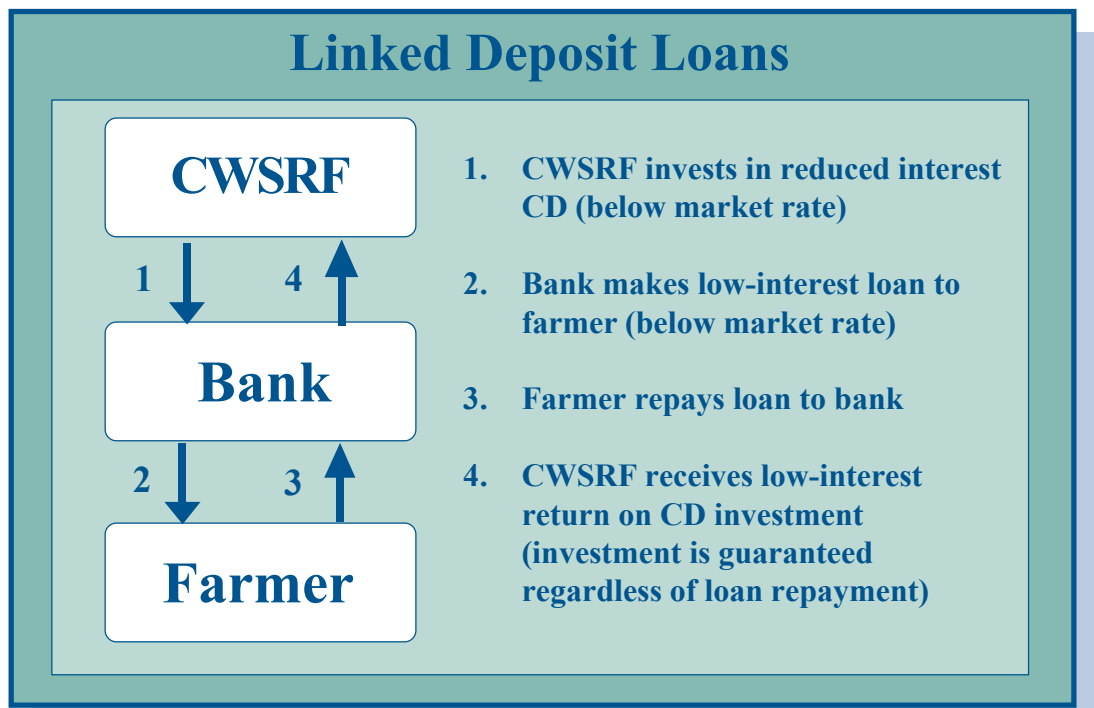 Linked Deposit Loans
CWSRF
1
4
Bank
2
3
Farmer
1. CWSRF invests in reduced interest
CD (below market rate)
2. Bank makes low-interest loan to
farmer (below market rate)
3. Farmer repays loan to bank
4. CWSRF receives low-interest
return on CD investment
(investment is guaranteed
regardless of loan repayment)